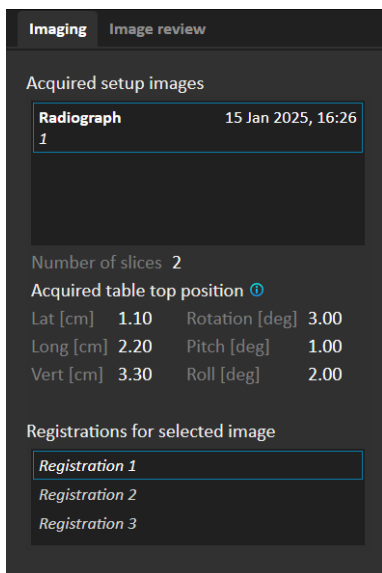 Imaging Image review
Acquired setup images
Radiograph 15 Jan 2025, 16:26
1
Number of slices 2
Acquired table top position
Lat [cm] 1.10 Rotation [deg] 3.00
Long [cm] 2.20 Pitch [deg] 1.00
Vert [cm] 3.30 Roll [deg] 2.00
Registrations for selected image
Registration 1
Registration 2
Registration 3